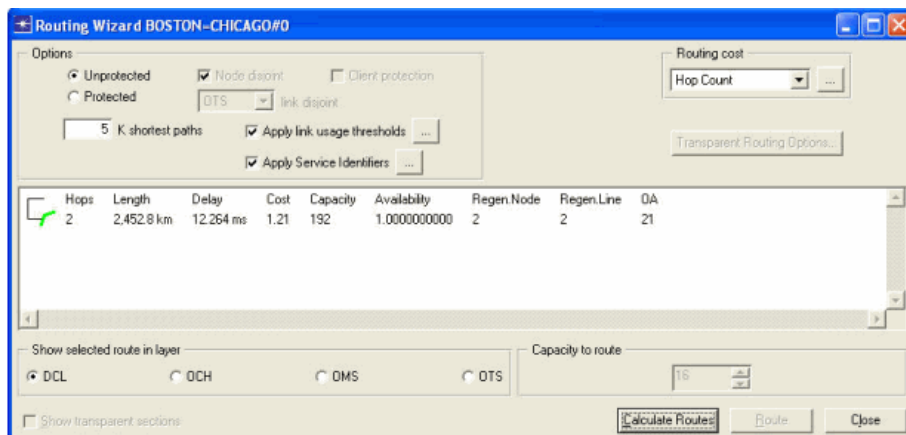 Routing Wizard BOSTON=CHICAGO#0
Options
Routing cost
Unprotected Node disjoint Client protection
Hop Count ...
Protected OTS link disjoint
5 K shortest paths Apply link usage thresholds ...
Transparent Routing Options...
Apply Service Identifiers ...
Hops Length Delay Cost Capacity Availability Regen.Node Regen.Line OA
2 2,452.8 km 12.264 ms 1.21 192 1.0000000000 2 2 21
Show selected route in layer Capacity to route
DCL OCH OMS OTS 16
Show transparent sections Calculate Routes Route Close